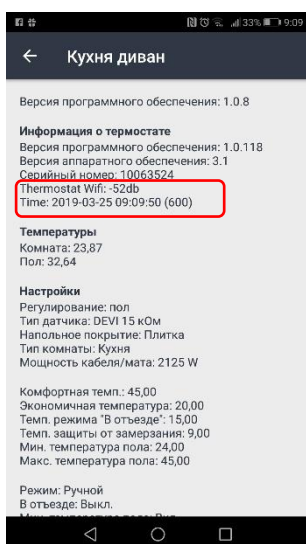 33% 9:09
Кухня диван
Версия программного обеспечения: 1.0.8
Информация о термостате
Версия программного обеспечения: 1.0.118
Версия аппаратного обеспечения: 3.1
Серийный номер: 10063524
Thermostat Wifi: -52db
Time: 2019-03-25 09:09:50 (600)
Температуры
Комната: 23,87
Пол: 32,64
Настройки
Регулирование: пол
Тип датчика: DEVI 15 кОм
Напольное покрытие: Плитка
Тип комнаты: Кухня
Мощность кабеля/мата: 2125 W
Комфортная темп.: 45,00
Экономичная температура: 20,00
Темп. режима "В отъезде": 15,00
Темп. защиты от замерзания: 9,00
Мин. температура пола: 24,00
Макс. температура пола: 45,00
Режим: Ручной
В отъезде: Выкл.